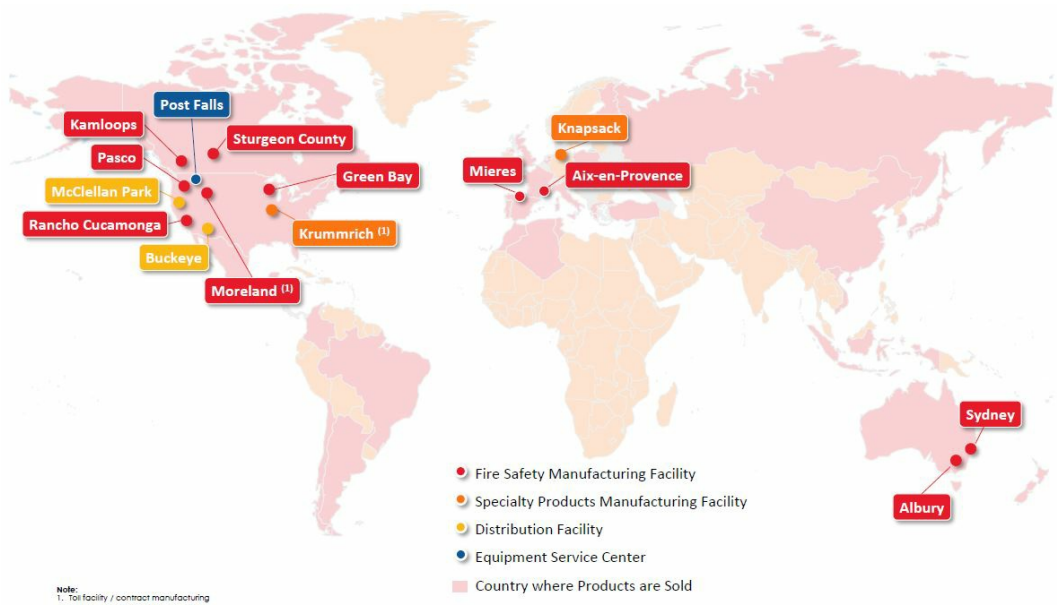 Post Falls
Kamloops
Sturgeon County
Pasco
Green Bay
McClellan Park
Rancho Cucamonga
Krummrich (1)
Buckeye
Moreland (1)
Knapsack
Mieres
Aix-en-Provence
Sydney
Albury
Fire Safety Manufacturing Facility
Specialty Products Manufacturing Facility
Distribution Facility
Equipment Service Center
Country where Products are Sold
Note:
1. Toll facility / contract manufacturing